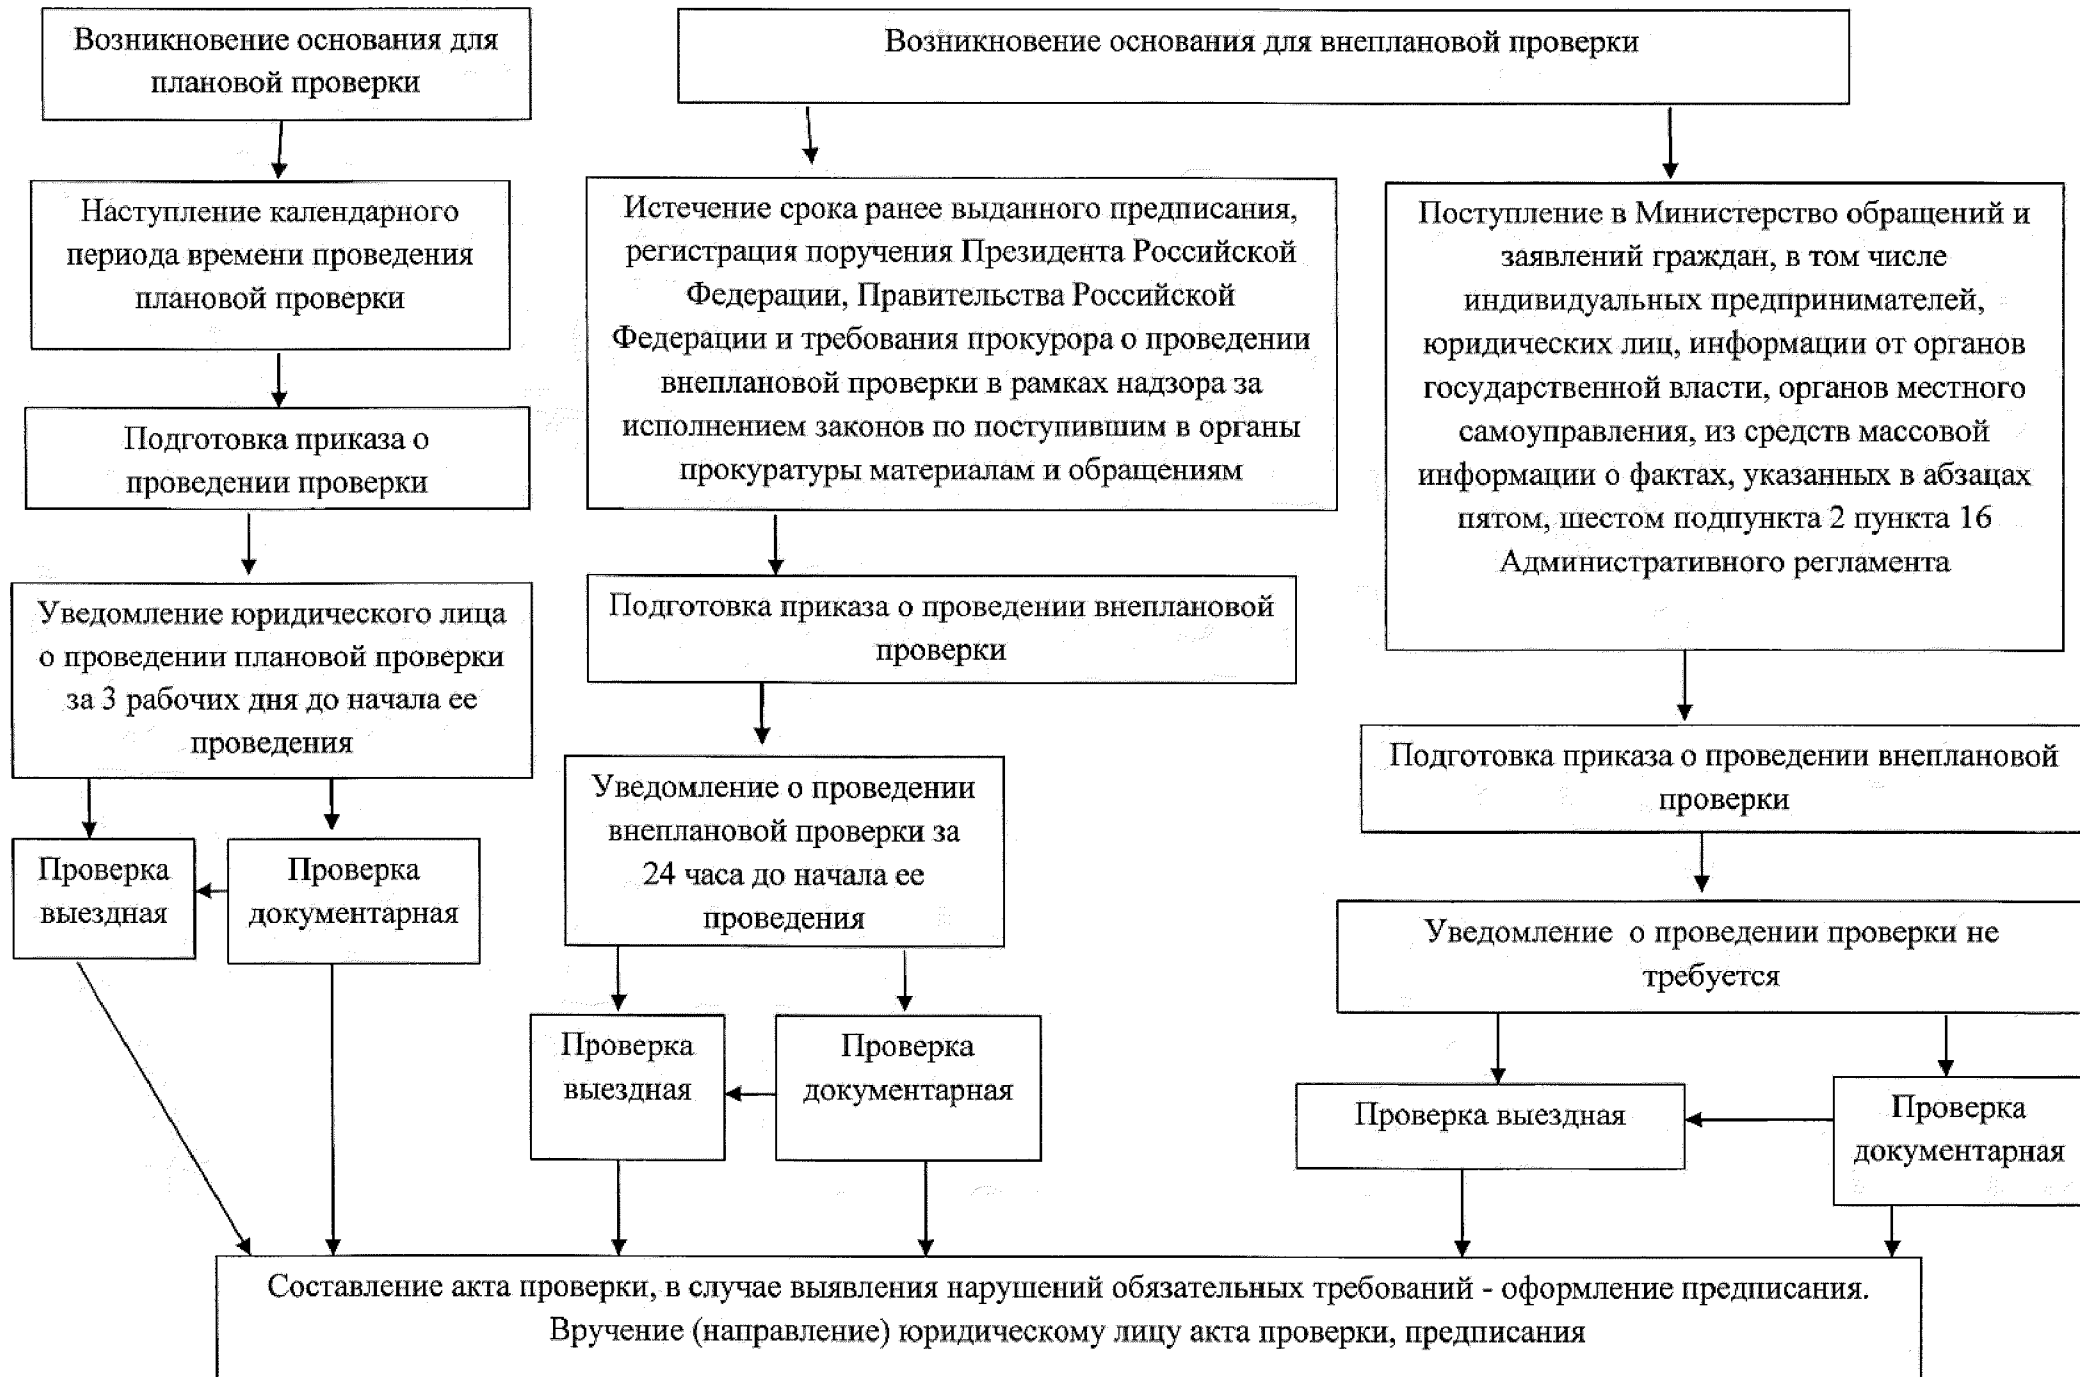 Возникновение основания для
плановой проверки
Возникновение основания для внеплановой проверки
Наступление календарного
периода времени проведения
плановой проверки
Истечение срока ранее выданного предписания,
регистрация поручения Президента Российской
Федерации, Правительства Российской
Федерации и требования прокурора о проведении
внеплановой проверки в рамках надзора за
исполнением законов по поступившим в органы
прокуратуры материалам и обращениям
Поступление в Министерство обращений и
заявлений граждан, в том числе
индивидуальных предпринимателей,
юридических лиц, информации от органов
государственной власти, органов местного
самоуправления, из средств массовой
информации о фактах, указанных в абзацах
пятом, шестом подпункта 2 пункта 16
Административного регламента
Подготовка приказа о
проведении проверки
Уведомление юридического лица
о проведении плановой проверки
за 3 рабочих дня до начала ее
проведения
Подготовка приказа о проведении внеплановой
проверки
Подготовка приказа о проведении внеплановой
проверки
Уведомление о проведении
внеплановой проверки за
24 часа до начала ее
проведения
Проверка
выездная
Проверка
документарная
Уведомление о проведении проверки не
требуется
Проверка
выездная
Проверка
документарная
Проверка выездная
Проверка
документарная
Составление акта проверки, в случае выявления нарушений обязательных требований - оформление предписания.
Вручение (направление) юридическому лицу акта проверки, предписания